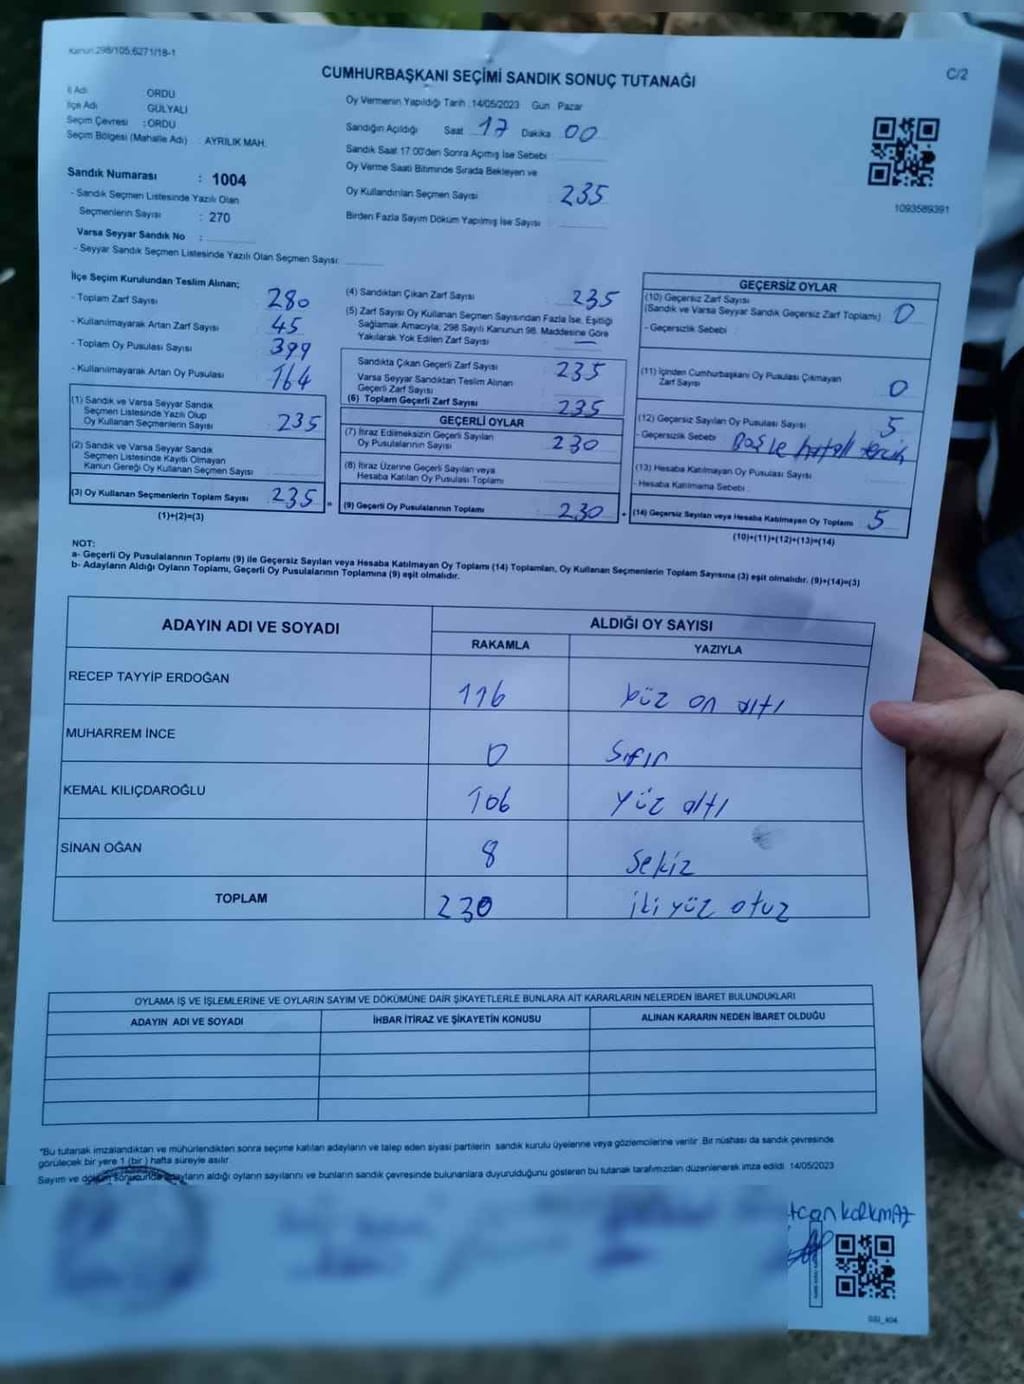 Kanun:298/105,6271/18-1
C/2
CUMHURBAŞKANI SEÇİMİ SANDIK SONUÇ TUTANAĞI
İl Adı ORDU
İlçe Adı GÜLYALI
Seçim Çevresi : ORDU
Seçim Bölgesi (Mahalle Adı) AYRILIK MAH.
Oy Vermenin Yapıldığı Tarih :14/05/2023 Gün : Pazar
Sandığın Açıldığı Saat 17 Dakika 00
Sandık Saat 17:00'den Sonra Açılmış İse Sebebi
Oy Verme Saati Bitiminde Sırada Bekleyen ve
Oy Kullandırılan Seçmen Sayısı 235
Birden Fazla Sayım Döküm Yapılmış İse Sayısı
1093589391
Sandık Numarası : 1004
- Sandık Seçmen Listesinde Yazılı Olan
Seçmenlerin Sayısı : 270
Varsa Seyyar Sandık No :
- Seyyar Sandık Seçmen Listesinde Yazılı Olan Seçmen Sayısı:
İlçe Seçim Kurulundan Teslim Alınan;
- Toplam Zarf Sayısı 280
- Kullanılmayarak Artan Zarf Sayısı 45
- Toplam Oy Pusulası Sayısı 399
- Kullanılmayarak Artan Oy Pusulası 164
(1) Sandık ve Varsa Seyyar Sandık
Seçmen Listesinde Yazılı Olup
Oy Kullanan Seçmenlerin Sayısı 235
(2) Sandık ve Varsa Seyyar Sandık
Seçmen Listesinde Kayıtlı Olmayan
Kanun Gereği Oy Kullanan Seçmen Sayısı
(3) Oy Kullanan Seçmenlerin Toplam Sayısı 235
(1)+(2)=(3)
(4) Sandıktan Çıkan Zarf Sayısı 235
(5) Zarf Sayısı Oy Kullanan Seçmen Sayısından Fazla İse, Eşitliği
Sağlamak Amacıyla, 298 Sayılı Kanunun 98. Maddesine Göre
Yakılarak Yok Edilen Zarf Sayısı
Sandıkta Çıkan Geçerli Zarf Sayısı 235
Varsa Seyyar Sandıktan Teslim Alınan
Geçerli Zarf Sayısı
(6) Toplam Geçerli Zarf Sayısı 235
GEÇERLİ OYLAR
(7) İtiraz Edilmeksizin Geçerli Sayılan
Oy Pusulalarının Sayısı 230
(8) İtiraz Üzerine Geçerli Sayılan veya
Hesaba Katılan Oy Pusulası Toplamı
(9) Geçerli Oy Pusulalarının Toplamı 230
GEÇERSİZ OYLAR
(10) Geçersiz Zarf Sayısı
(Sandık ve Varsa Seyyar Sandık Geçersiz Zarf Toplamı) 0
- Geçersizlik Sebebi :
(11) İçinden Cumhurbaşkanı Oy Pusulası Çıkmayan
Zarf Sayısı 0
(12) Geçersiz Sayılan Oy Pusulası Sayısı 5
- Geçersizlik Sebebi
(13) Hesaba Katılmayan Oy Pusulası Sayısı
- Hesaba Katılmama Sebebi :
(14) Geçersiz Sayılan veya Hesaba Katılmayan Oy Toplamı 5
(10)+(11)+(12)+(13)=(14)
NOT:
a- Geçerli Oy Pusulalarının Toplamı (9) ile Geçersiz Sayılan veya Hesaba Katılmayan Oy Toplamı (14) Toplamları, Oy Kullanan Seçmenlerin Toplam Sayısına (3) eşit olmalıdır. (9)+(14)=(3)
b- Adayların Aldığı Oyların Toplamı, Geçerli Oy Pusulalarının Toplamına (9) eşit olmalıdır.
ADAYIN ADI VE SOYADI
ALDIĞI OY SAYISI
RAKAMLA YAZIYLA
RECEP TAYYİP ERDOĞAN 116 yüz on altı
MUHARREM İNCE 0 Sıfır
KEMAL KILIÇDAROĞLU 106 yüz altı
SİNAN OĞAN 8 Sekiz
TOPLAM 230 iki yüz otuz
OYLAMA İŞ VE İŞLEMLERİNE VE OYLARIN SAYIM VE DÖKÜMÜNE DAİR ŞİKAYETLERLE BUNLARA AİT KARARLARIN NELERDEN İBARET BULUNDUKLARI
ADAYIN ADI VE SOYADI İHBAR İTİRAZ VE ŞİKAYETİN KONUSU ALINAN KARARIN NEDEN İBARET OLDUĞU
*Bu tutanak imzalandıktan ve mühürlendikten sonra seçime katılan adayların ve talep eden siyasi partilerin sandık kurulu üyelerine veya gözlemcilerine verilir. Bir nüshası da sandık çevresinde
görülecek bir yere 1 (bir) hafta süreyle asılır.
Sayım ve döküm sonucunda adayların aldığı oyların sayılarını ve bunların sandık çevresinde bulunanlara duyurulduğunu gösteren bu tutanak tarafımızdan düzenlenerek imza edildi. 14/05/2023
tcan korkmaz